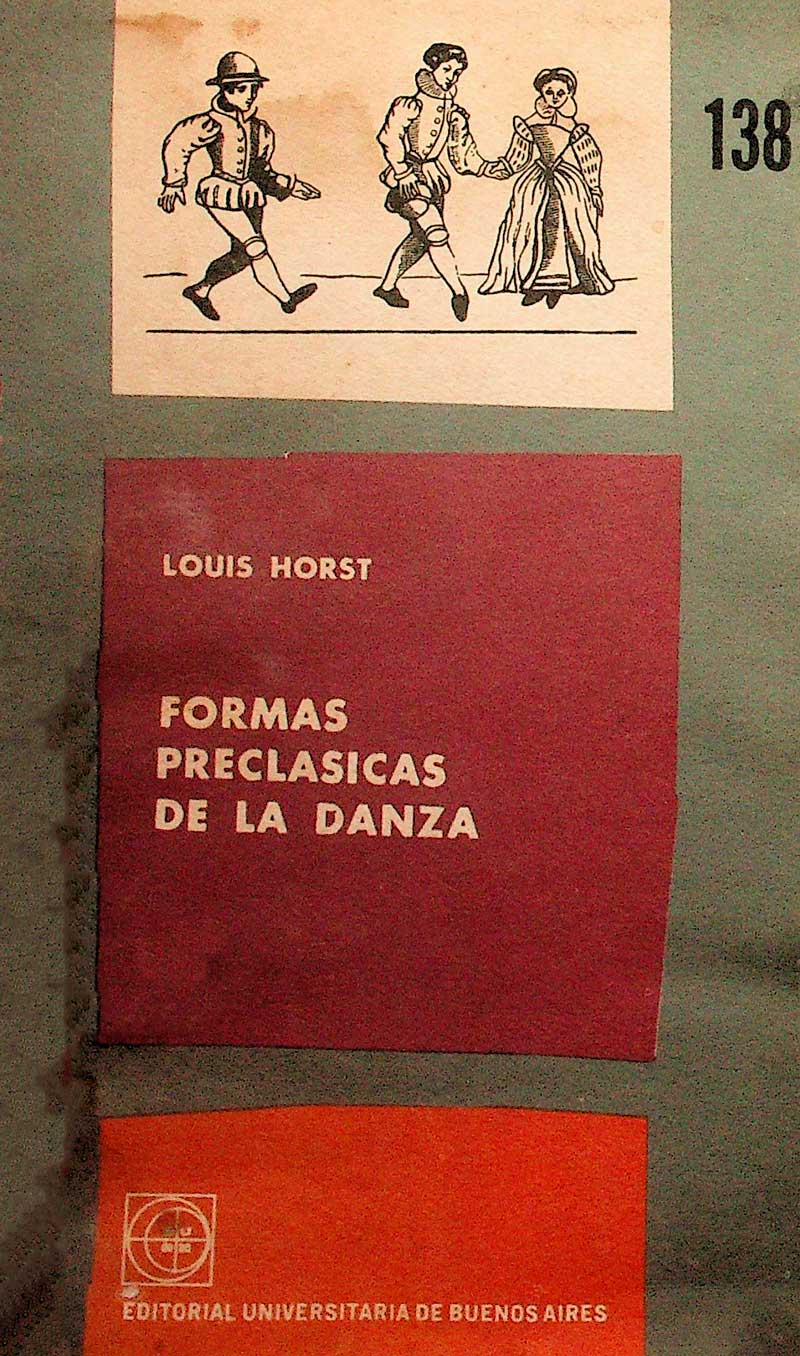 138
LOUIS HORST
FORMAS
PRECLASICAS
DE LA DANZA
EDITORIAL UNIVERSITARIA DE BUENOS AIRES